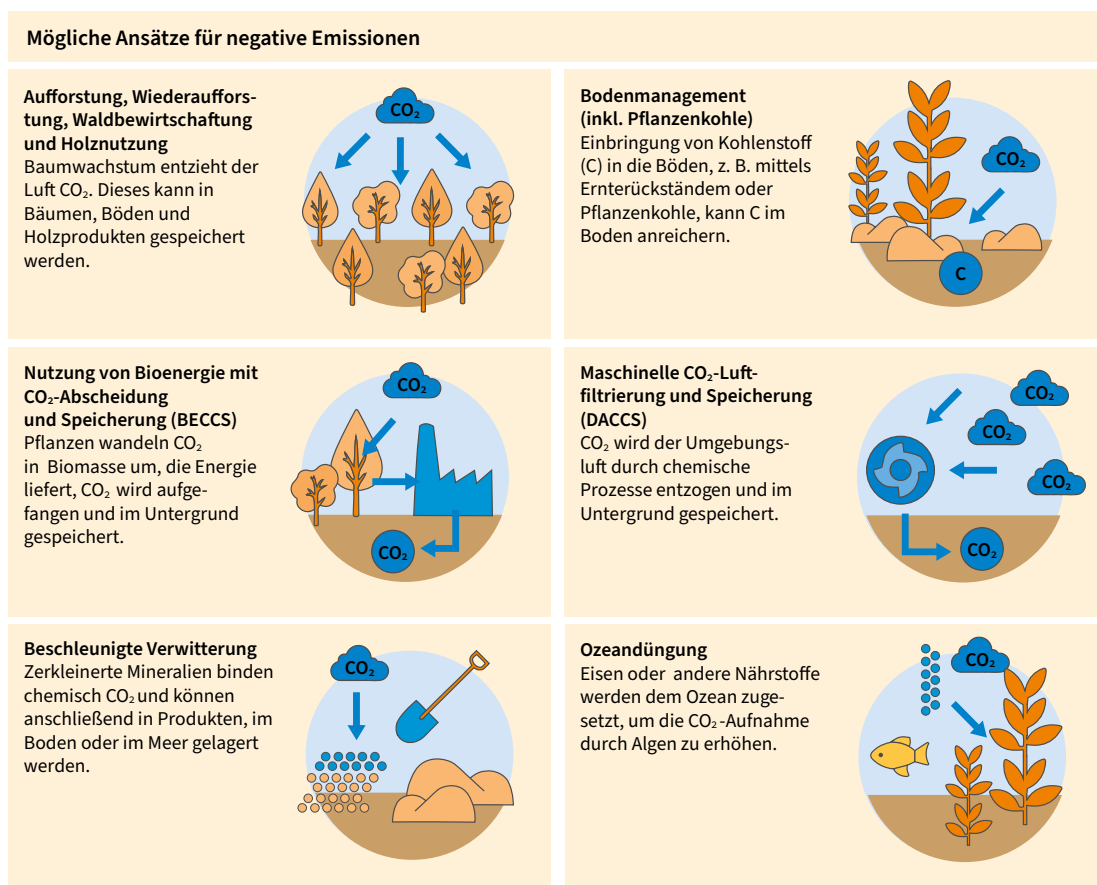 Mögliche Ansätze für negative Emissionen
Aufforstung, Wiederauffors-
tung, Waldbewirtschaftung
und Holznutzung
Baumwachstum entzieht der
Luft CO₂. Dieses kann in
Bäumen, Böden und
Holzprodukten gespeichert
werden.
CO₂
Bodenmanagement
(inkl. Pflanzenkohle)
Einbringung von Kohlenstoff
(C) in die Böden, z. B. mittels
Ernterückständem oder
Pflanzenkohle, kann C im
Boden anreichern.
CO₂
C
Nutzung von Bioenergie mit
CO₂-Abscheidung
und Speicherung (BECCS)
Pflanzen wandeln CO₂
in Biomasse um, die Energie
liefert, CO₂ wird aufge-
fangen und im Untergrund
gespeichert.
CO₂
CO₂
Maschinelle CO₂-Luft-
filtrierung und Speicherung
(DACCS)
CO₂ wird der Umgebungs-
luft durch chemische
Prozesse entzogen und im
Untergrund gespeichert.
CO₂
CO₂
CO₂
CO₂
Beschleunigte Verwitterung
Zerkleinerte Mineralien binden
chemisch CO₂ und können
anschließend in Produkten, im
Boden oder im Meer gelagert
werden.
CO₂
Ozeandüngung
Eisen oder andere Nährstoffe
werden dem Ozean zuge-
setzt, um die CO₂-Aufnahme
durch Algen zu erhöhen.
CO₂